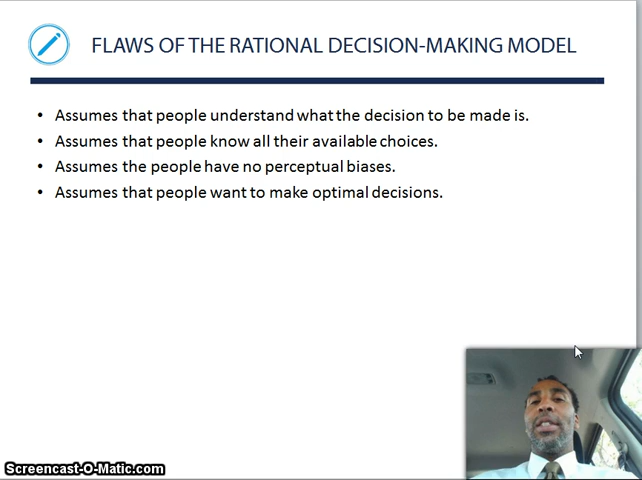 FLAWS OF THE RATIONAL DECISION-MAKING MODEL
• Assumes that people understand what the decision to be made is.
• Assumes that people know all their available choices.
• Assumes the people have no perceptual biases.
• Assumes that people want to make optimal decisions.
Screencast-O-Matic.com